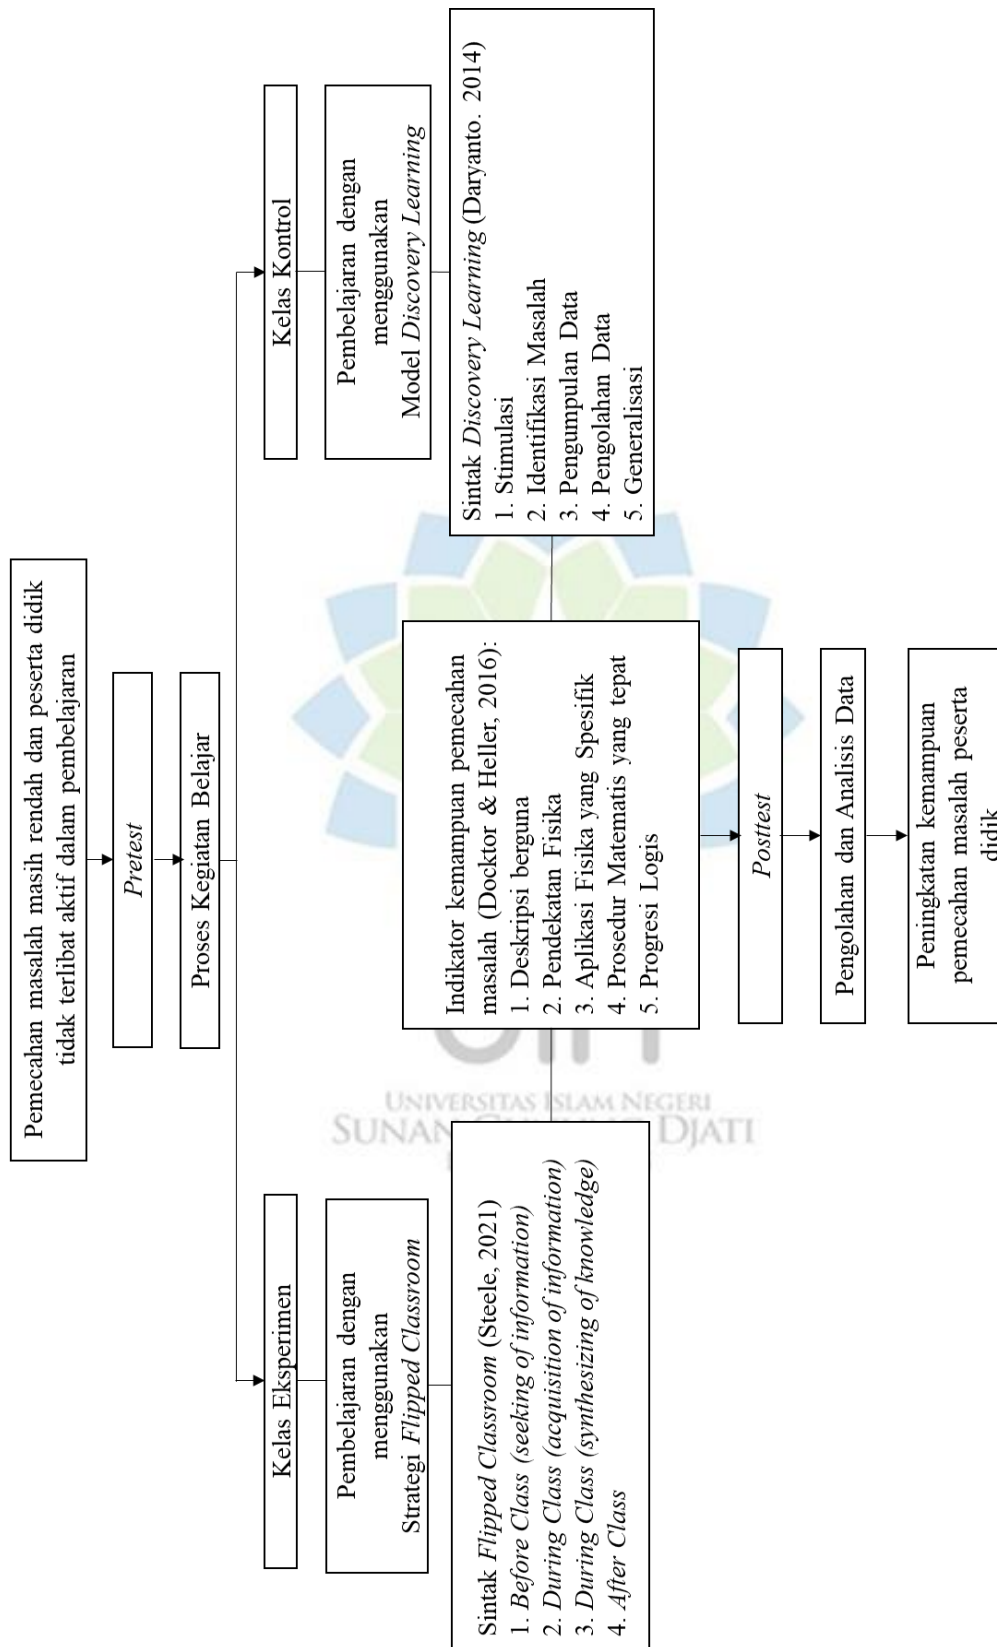 Pemecahan masalah masih rendah dan peserta didik
tidak terlibat aktif dalam pembelajaran
Pretest
Proses Kegiatan Belajar
Kelas Eksperimen
Pembelajaran dengan
menggunakan
Strategi Flipped Classroom
Sintak Flipped Classroom (Steele, 2021)
1. Before Class (seeking of information)
2. During Class (acquisition of information)
3. During Class (synthesizing of knowledge)
4. After Class
Kelas Kontrol
Pembelajaran dengan
menggunakan
Model Discovery Learning
Sintak Discovery Learning (Daryanto. 2014)
1. Stimulasi
2. Identifikasi Masalah
3. Pengumpulan Data
4. Pengolahan Data
5. Generalisasi
Indikator kemampuan pemecahan
masalah (Docktor & Heller, 2016):
1. Deskripsi berguna
2. Pendekatan Fisika
3. Aplikasi Fisika yang Spesifik
4. Prosedur Matematis yang tepat
5. Progresi Logis
Posttest
Pengolahan dan Analisis Data
Peningkatan kemampuan
pemecahan masalah peserta
didik
UNIVERSITAS ISLAM NEGERI
SUNAN DJATI